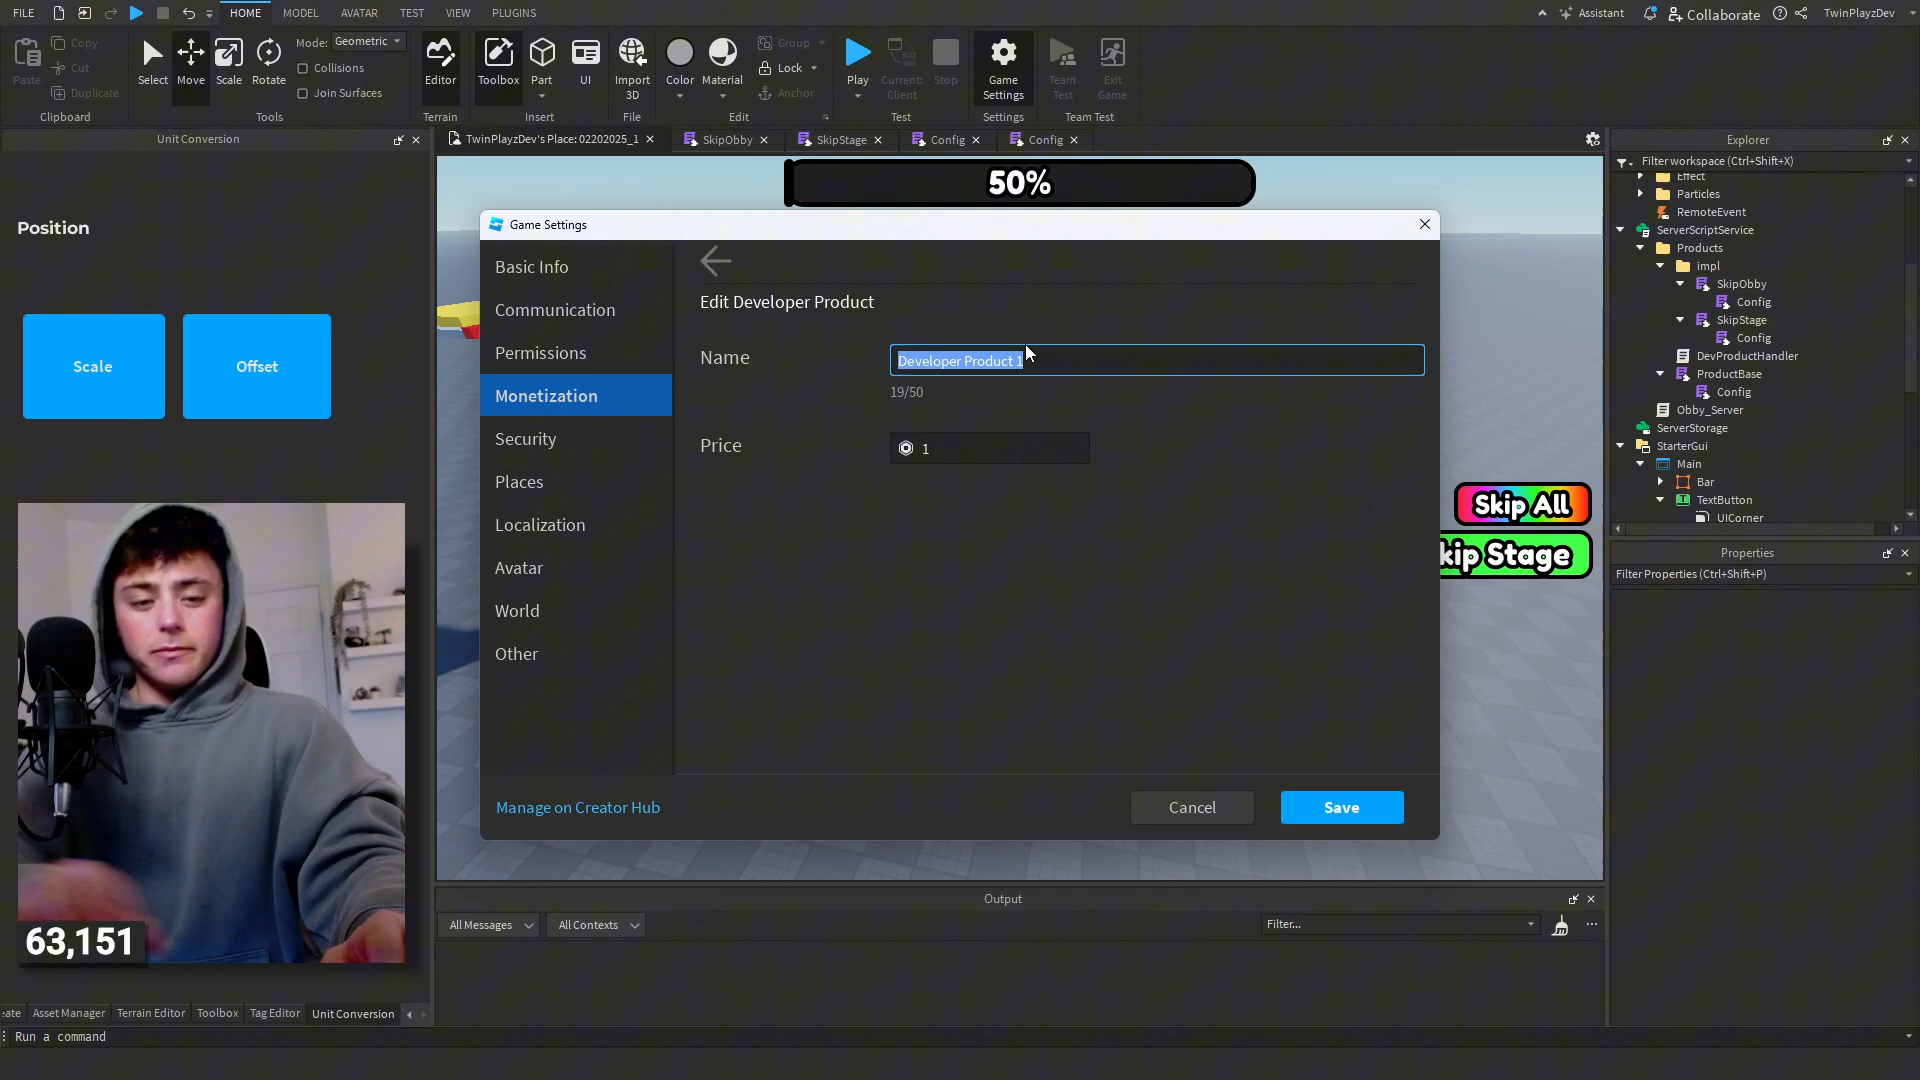 FILE HOME MODEL AVATAR TEST VIEW PLUGINS Assistant Collaborate TwinPlayzDev
Paste Copy Cut Duplicate Clipboard
Select Move Scale Rotate Mode: Geometric Collisions Join Surfaces Tools
Editor Terrain
Toolbox Part UI Insert
Import 3D File
Color Material Group Lock Anchor Edit
Play Current: Client Stop Test
Game Settings Settings
Team Test Exit Game Team Test
Unit Conversion
Position
Scale Offset
63,151
ate Asset Manager Terrain Editor Toolbox Tag Editor Unit Conversion
Run a command
TwinPlayzDev's Place: 02202025_1 SkipObby SkipStage Config Config
50%
Game Settings
Basic Info
Communication
Permissions
Monetization
Security
Places
Localization
Avatar
World
Other
Edit Developer Product
Name Developer Product 1
19/50
Price 1
Manage on Creator Hub Cancel Save
Skip All
kip Stage
Output
All Messages All Contexts Filter...
Explorer
Filter workspace (Ctrl+Shift+X)
Effect
Particles
RemoteEvent
ServerScriptService
Products
impl
SkipObby
Config
SkipStage
Config
DevProductHandler
ProductBase
Config
Obby_Server
ServerStorage
StarterGui
Main
Bar
TextButton
UICorner
Properties
Filter Properties (Ctrl+Shift+P)